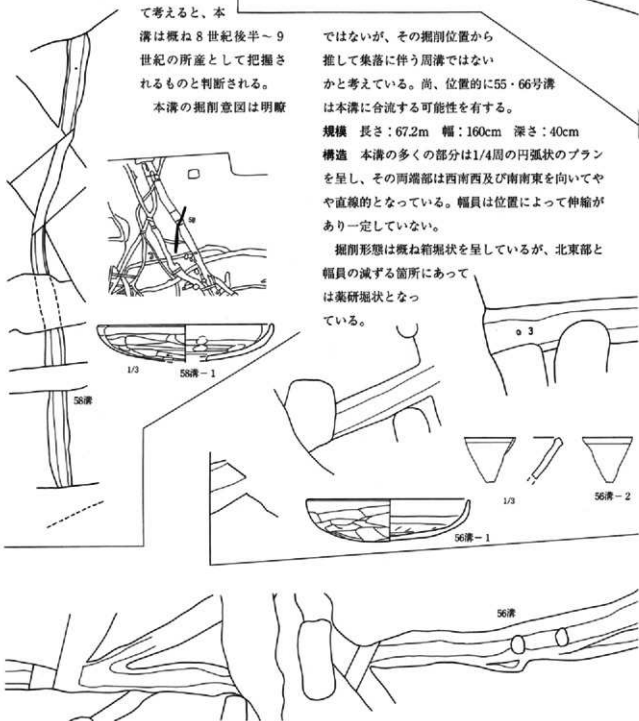 て考えると、本
溝は概ね8世紀後半～9
世紀の所産として把握さ
れるものと判断される。
　本溝の掘削意図は明瞭
ではないが、その掘削位置から
推して集落に伴う周溝ではない
かと考えている。尚、位置的に55・66号溝
は本溝に合流する可能性を有する。
規模　長さ：67.2m　幅：160cm　深さ：40cm
構造　本溝の多くの部分は1/4周の円弧状のプラン
を呈し、その両端部は西南西及び南南東を向いてや
や直線的となっている。幅員は位置によって伸縮が
あり一定していない。
　掘削形態は概ね箱堀状を呈しているが、北東部と
幅員の減ずる箇所にあって
は薬研堀状となっ
ている。
58
1/3
58溝－1
58溝
3
1/3
56溝－2
56溝－1
56溝